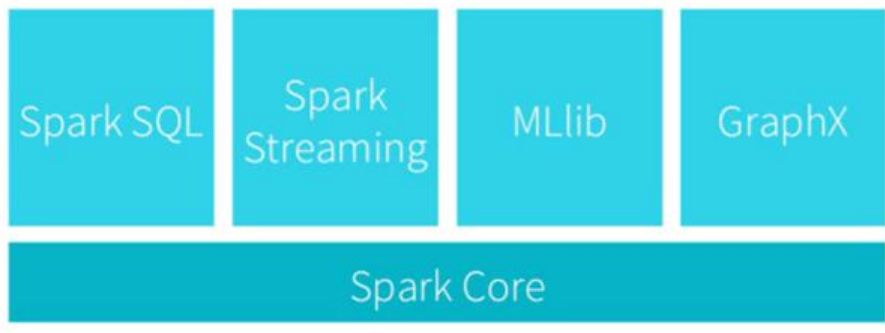 Spark SQL
Spark
Streaming
MLlib
GraphX
Spark Core